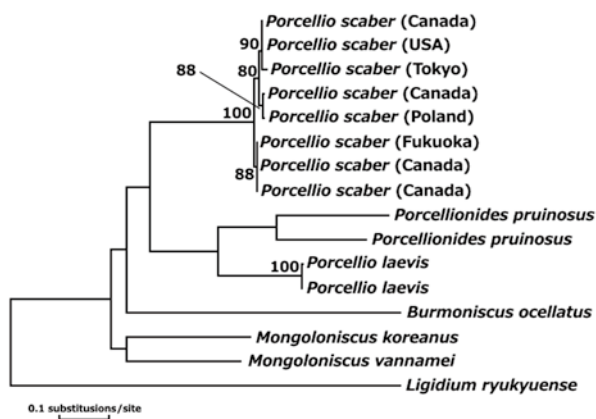 Porcellio scaber (Canada)
90
Porcellio scaber (USA)
88
80
Porcellio scaber (Tokyo)
Porcellio scaber (Canada)
100
Porcellio scaber (Poland)
Porcellio scaber (Fukuoka)
88
Porcellio scaber (Canada)
Porcellio scaber (Canada)
Porcellionides pruinosus
Porcellionides pruinosus
100
Porcellio laevis
Porcellio laevis
Burmoniscus ocellatus
Mongoloniscus koreanus
Mongoloniscus vannamei
Ligidium ryukyuense
0.1 substitusions/site